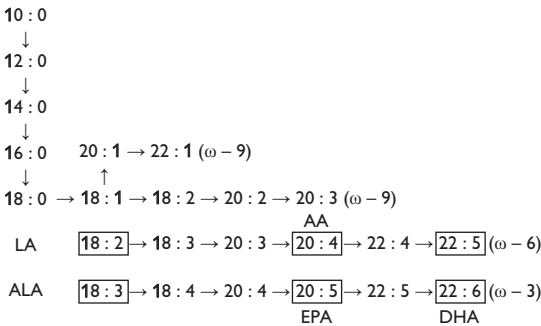 10 : 0
↓
12 : 0
↓
14 : 0
↓
16 : 0 20 : 1 → 22 : 1 (ω – 9)
↓ ↑
18 : 0 → 18 : 1 → 18 : 2 → 20 : 2 → 20 : 3 (ω – 9)
AA
LA 18 : 2 → 18 : 3 → 20 : 3 → 20 : 4 → 22 : 4 → 22 : 5 (ω – 6)
ALA 18 : 3 → 18 : 4 → 20 : 4 → 20 : 5 → 22 : 5 → 22 : 6 (ω – 3)
EPA DHA